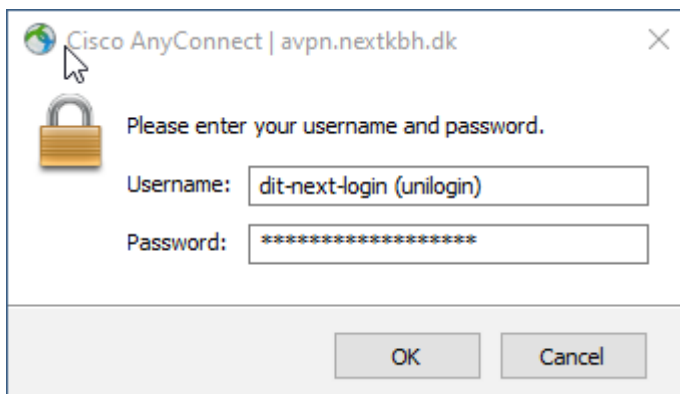 Cisco AnyConnect | avpn.nextkbh.dk
Please enter your username and password.
Username: dit-next-login (unilogin)
Password: ******************
OK Cancel